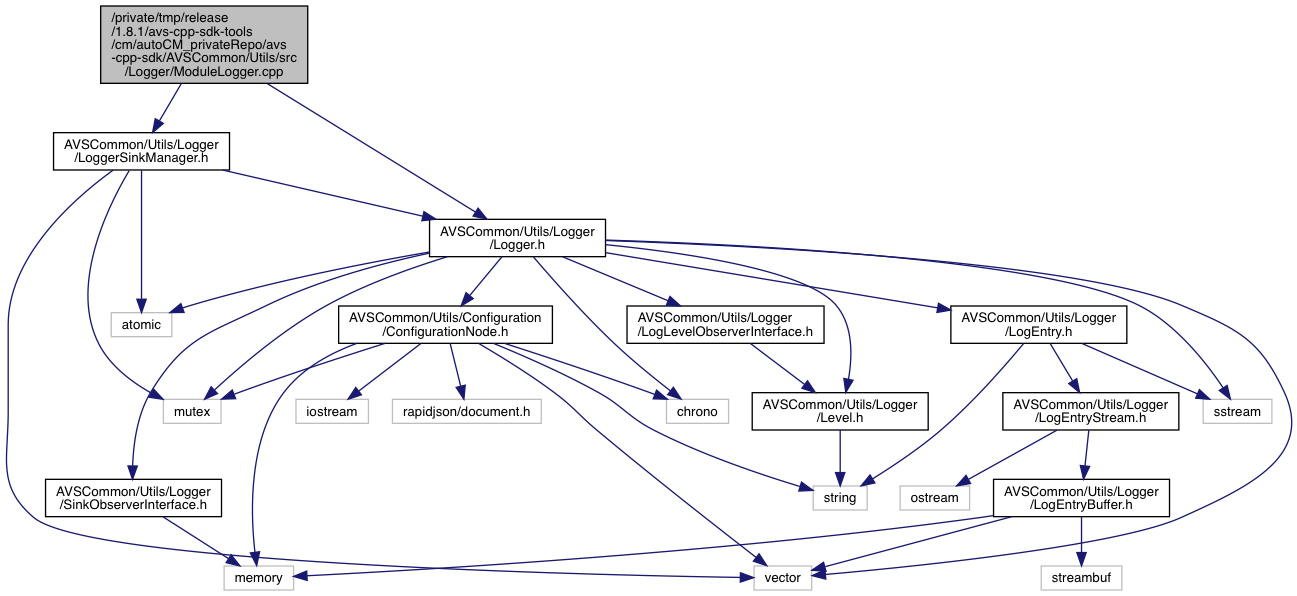 /private/tmp/release
/1.8.1/avs-cpp-sdk-tools
/cm/autoCM_privateRepo/avs
-cpp-sdk/AVSCommon/Utils/src
/Logger/ModuleLogger.cpp
AVSCommon/Utils/Logger
/LoggerSinkManager.h
AVSCommon/Utils/Logger
/Logger.h
atomic
AVSCommon/Utils/Configuration
/ConfigurationNode.h
AVSCommon/Utils/Logger
/LogLevelObserverInterface.h
AVSCommon/Utils/Logger
/LogEntry.h
mutex
iostream
rapidjson/document.h
chrono
AVSCommon/Utils/Logger
/Level.h
AVSCommon/Utils/Logger
/LogEntryStream.h
sstream
AVSCommon/Utils/Logger
/SinkObserverInterface.h
string
ostream
AVSCommon/Utils/Logger
/LogEntryBuffer.h
memory
vector
streambuf